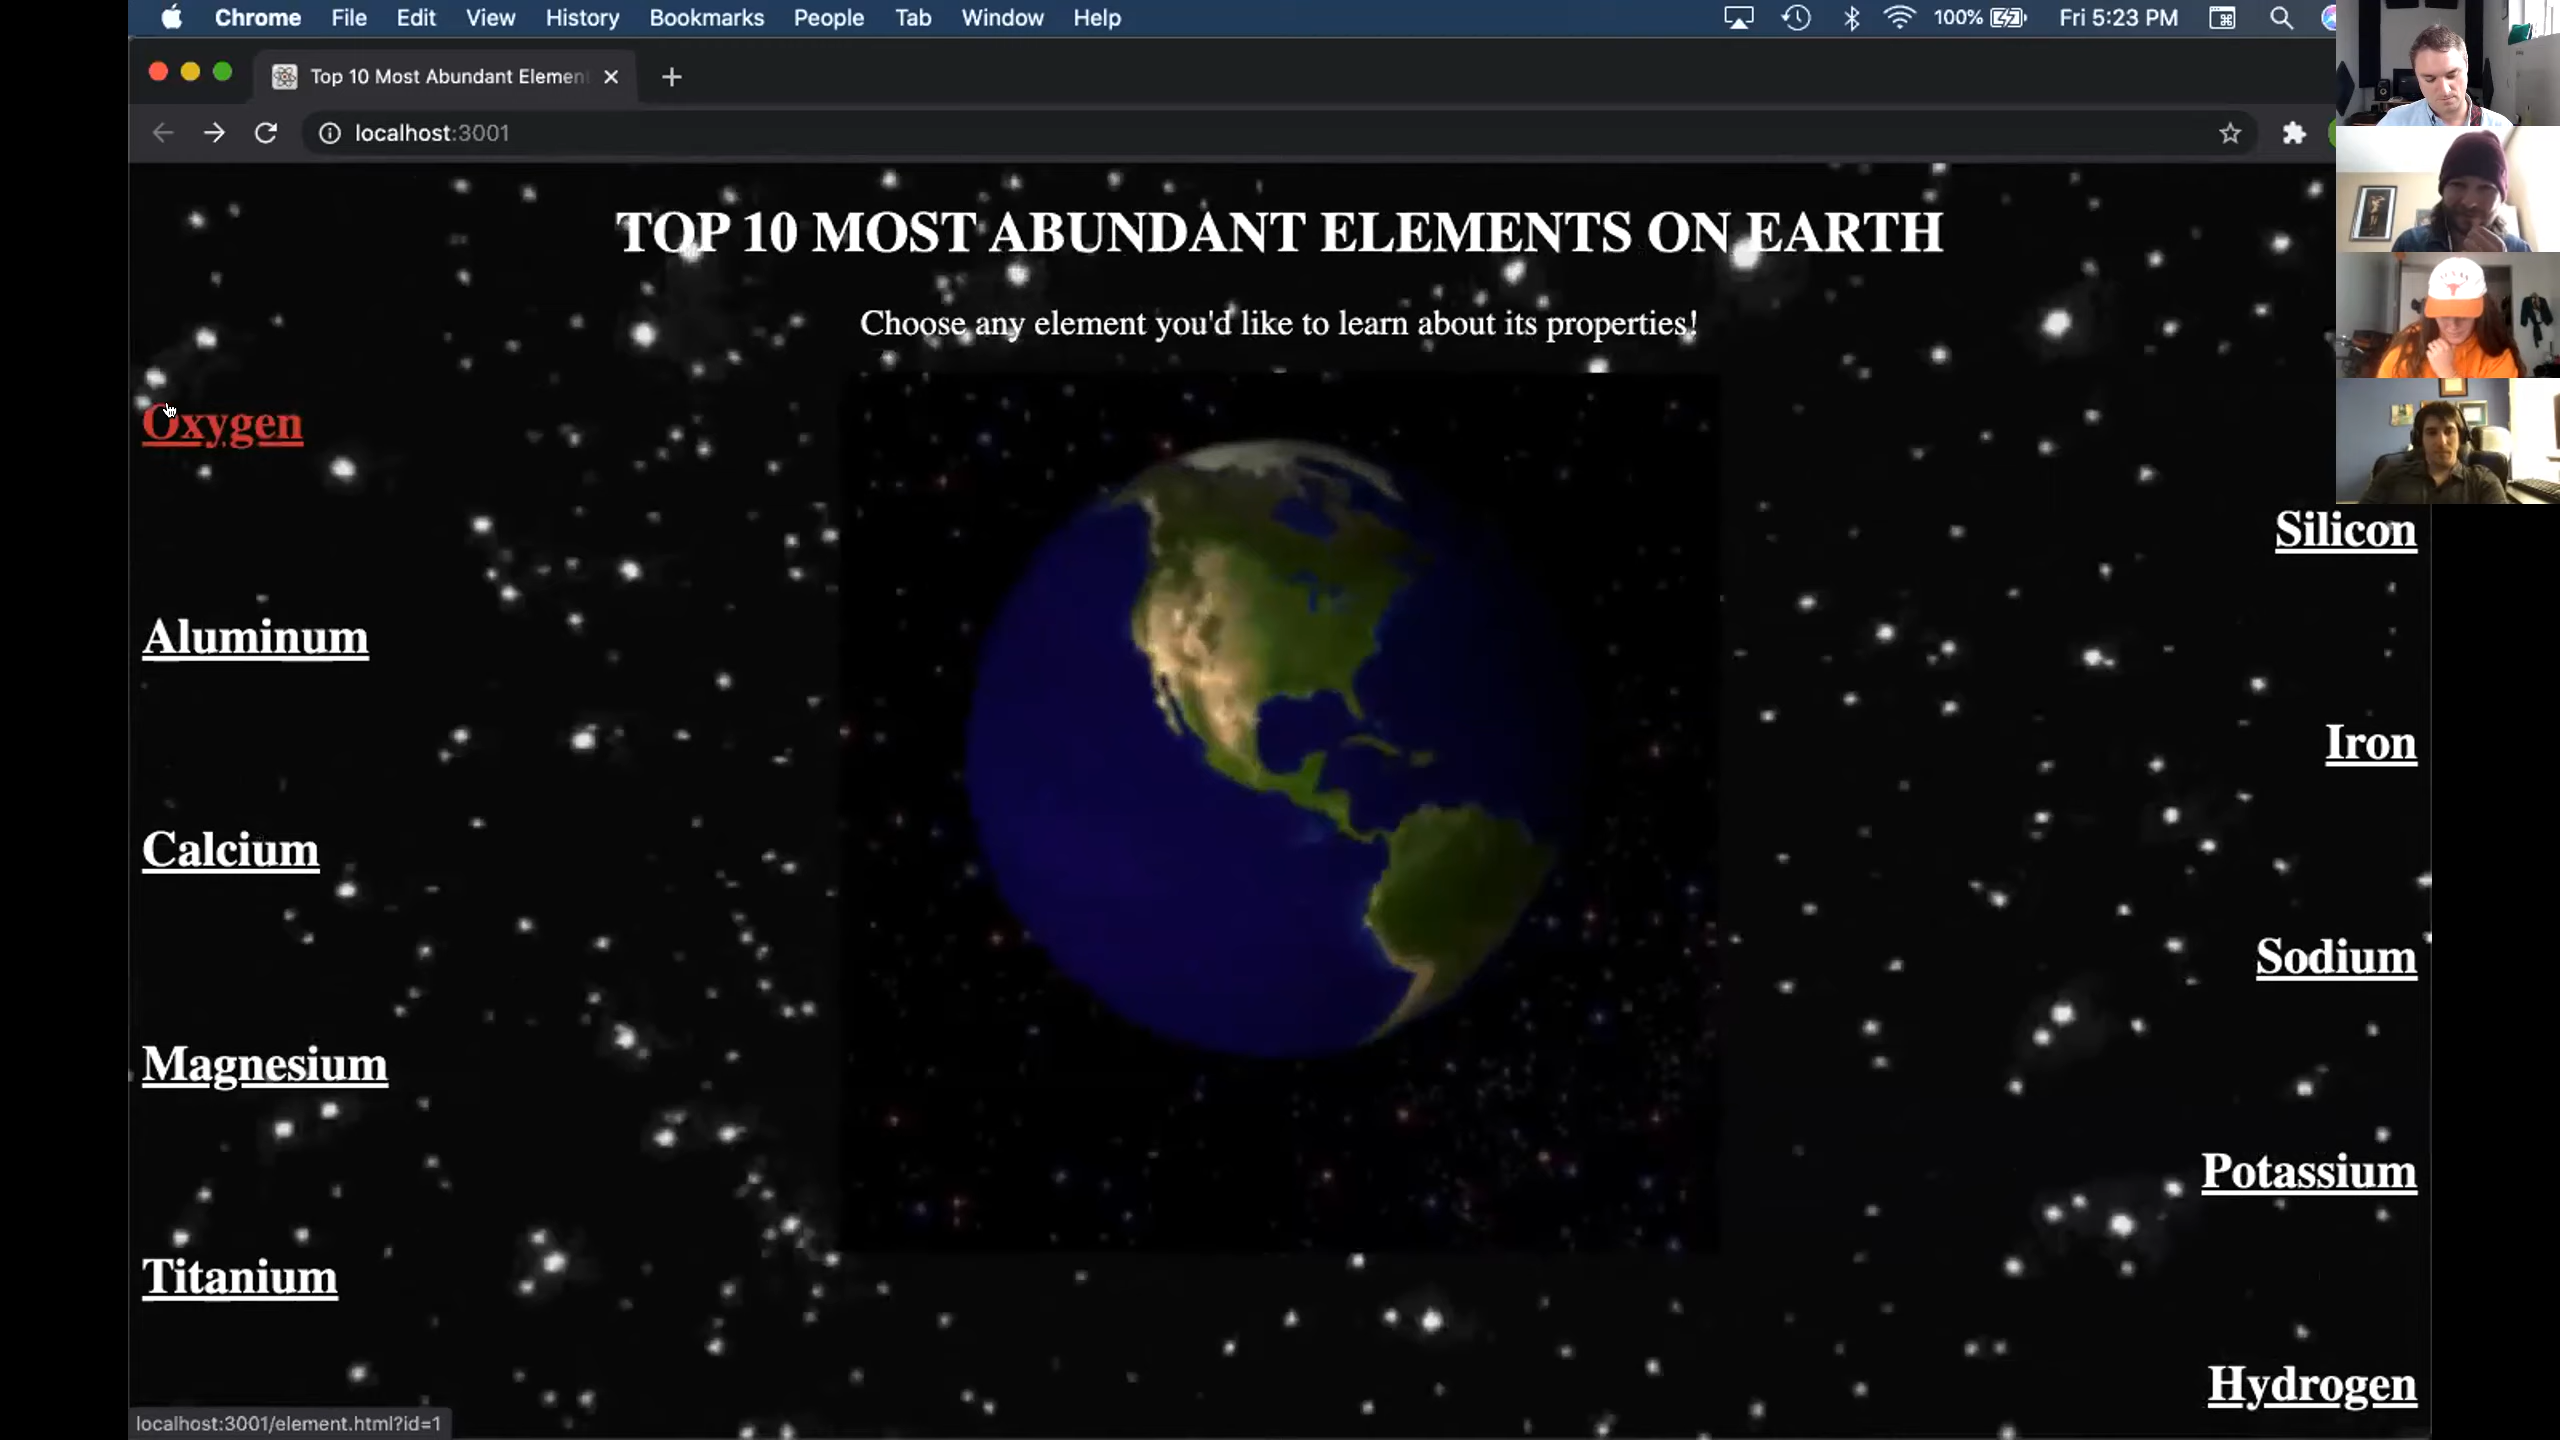 Chrome File Edit View History Bookmarks People Tab Window Help 100% Fri 5:23 PM
Top 10 Most Abundant Elemen
localhost:3001
TOP 10 MOST ABUNDANT ELEMENTS ON EARTH
Choose any element you'd like to learn about its properties!
Oxygen
Silicon
Aluminum
Iron
Calcium
Sodium
Magnesium
Potassium
Titanium
Hydrogen
localhost:3001/element.html?id=1